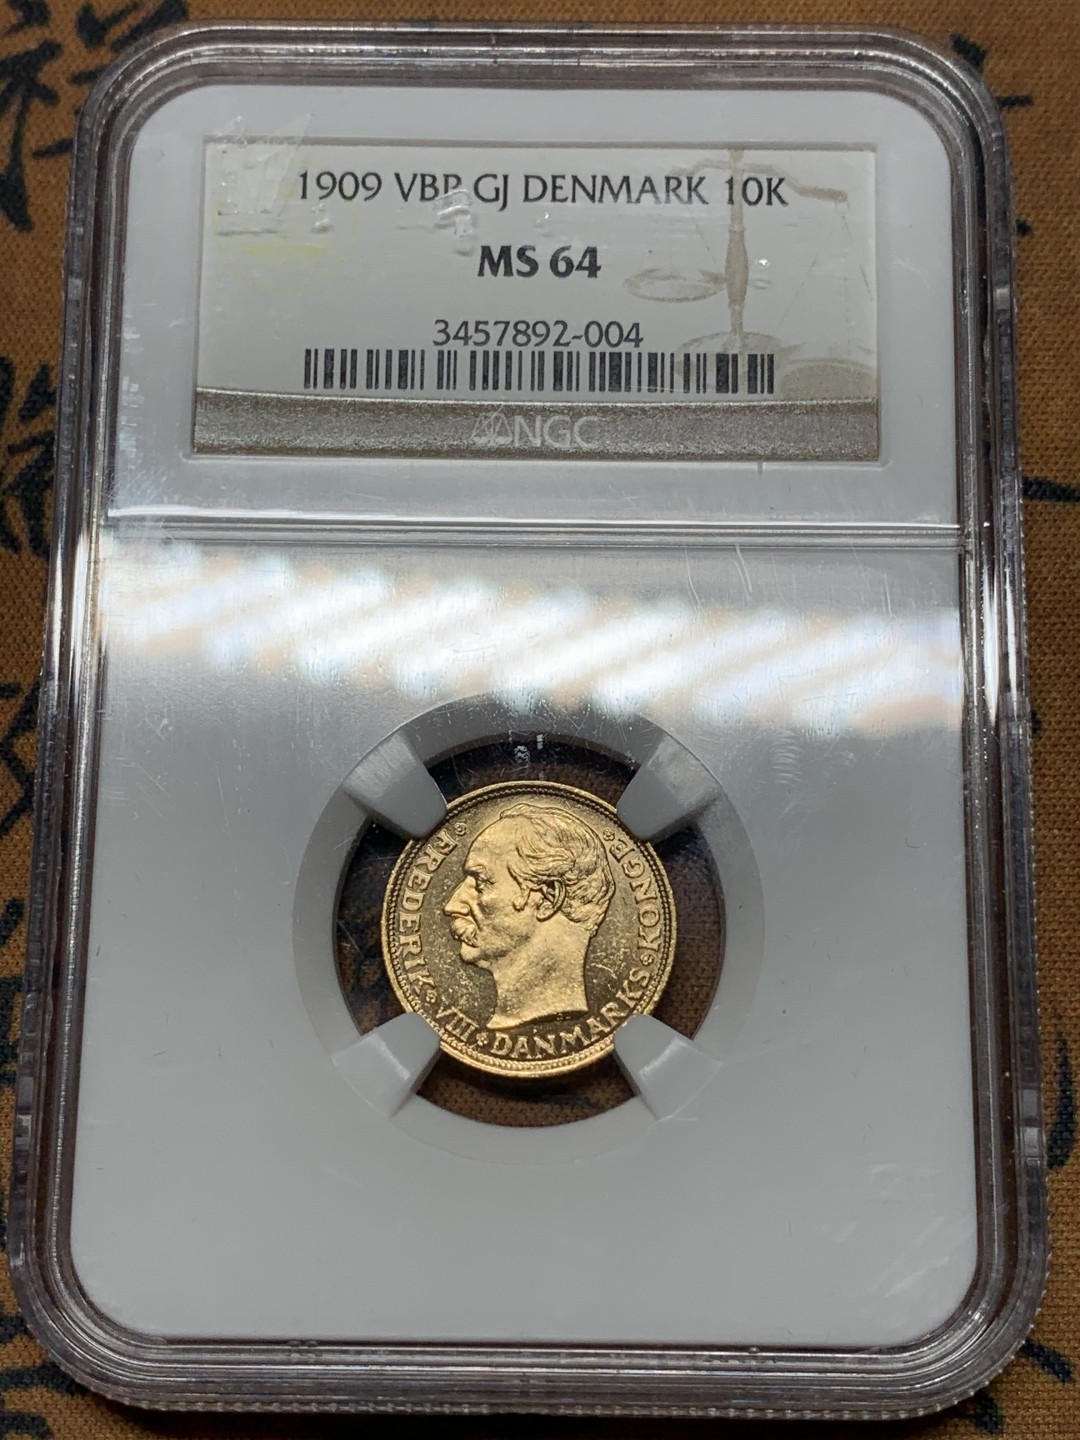 1909 VBP GJ DENMARK 10K
MS 64
3457892-004
NGC
FREDERIK VIII DANMARKS KONGE